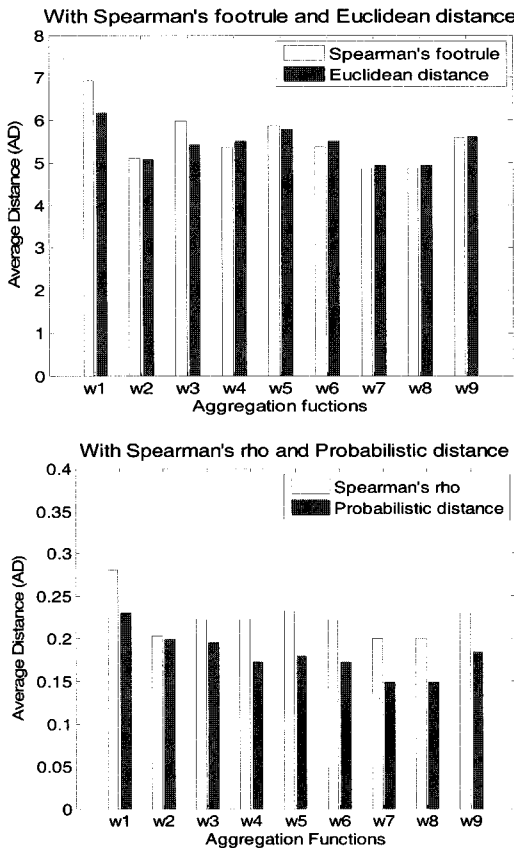 With Spearman's footrule and Euclidean distance
Spearman's footrule
Euclidean distance
8
7
6
5
4
3
2
1
0
Average Distance (AD)
w1 w2 w3 w4 w5 w6 w7 w8 w9
Aggregation fuctions
With Spearman's rho and Probabilistic distance
Spearman's rho
Probabilistic distance
0.4
0.35
0.3
0.25
0.2
0.15
0.1
0.05
0
Average Distance (AD)
w1 w2 w3 w4 w5 w6 w7 w8 w9
Aggregation Functions